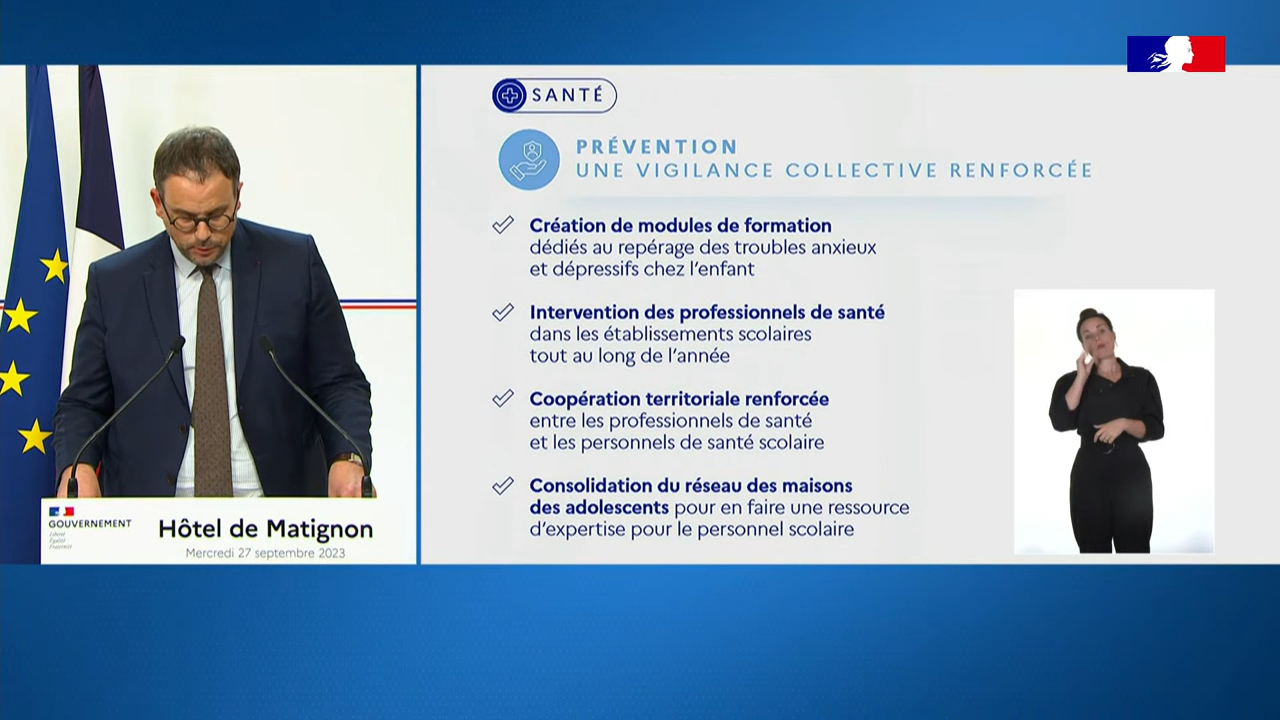 SANTÉ
PRÉVENTION
UNE VIGILANCE COLLECTIVE RENFORCÉE
Création de modules de formation
dédiés au repérage des troubles anxieux
et dépressifs chez l'enfant
Intervention des professionnels de santé
dans les établissements scolaires
tout au long de l'année
Coopération territoriale renforcée
entre les professionnels de santé
et les personnels de santé scolaire
Consolidation du réseau des maisons
des adolescents pour en faire une ressource
d'expertise pour le personnel scolaire
GOUVERNEMENT
Liberté
Égalité
Fraternité
Hôtel de Matignon
Mercredi 27 septembre 2023